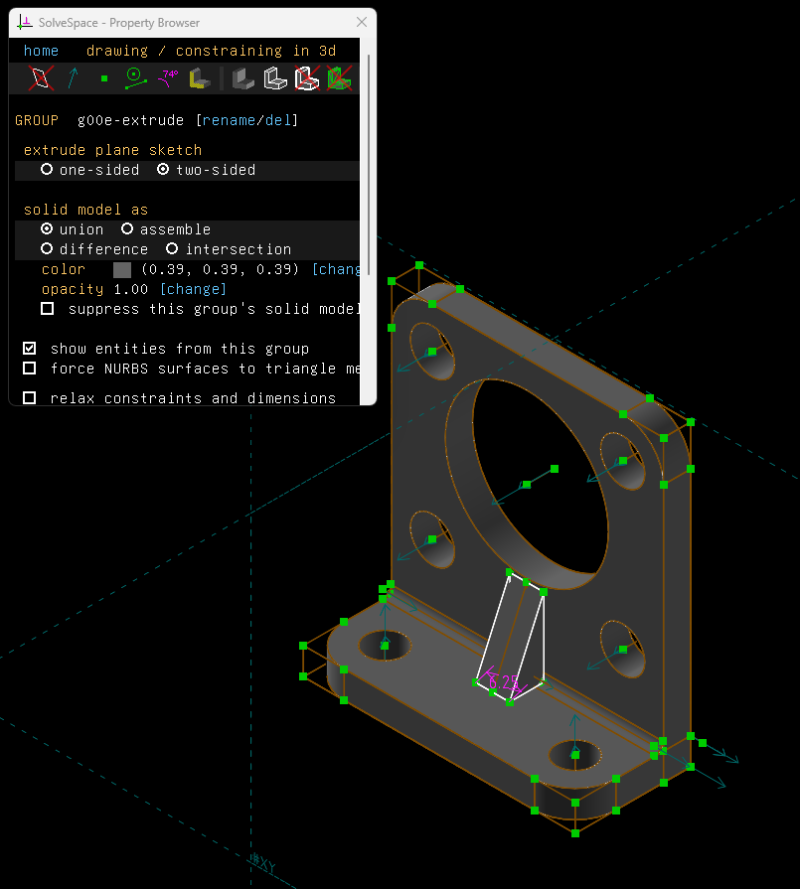 SolveSpace - Property Browser
home drawing / constraining in 3d
74°
GROUP g00e-extrude [rename/del]
extrude plane sketch
one-sided two-sided
solid model as
union assemble
difference intersection
color (0.39, 0.39, 0.39) [chang
opacity 1.00 [change]
suppress this group's solid model
show entities from this group
force NURBS surfaces to triangle me
relax constraints and dimensions